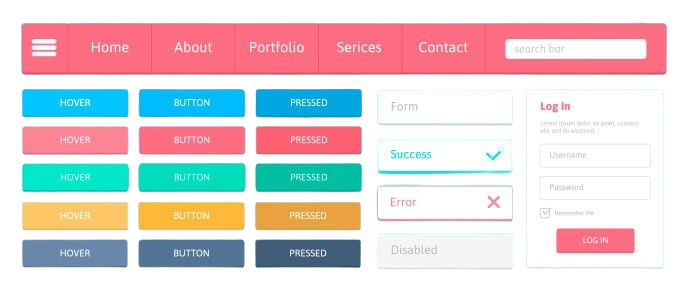 Home About Portfolio Serices Contact search bar
HOVER BUTTON PRESSED
HOVER BUTTON PRESSED
HOVER BUTTON PRESSED
HOVER BUTTON PRESSED
HOVER BUTTON PRESSED
Form
Success
Error
Disabled
Log In
Lorem ipsum dolor sit amet, consect.
elit, sed do eiusmod
Username
Password
Remember Me
LOG IN